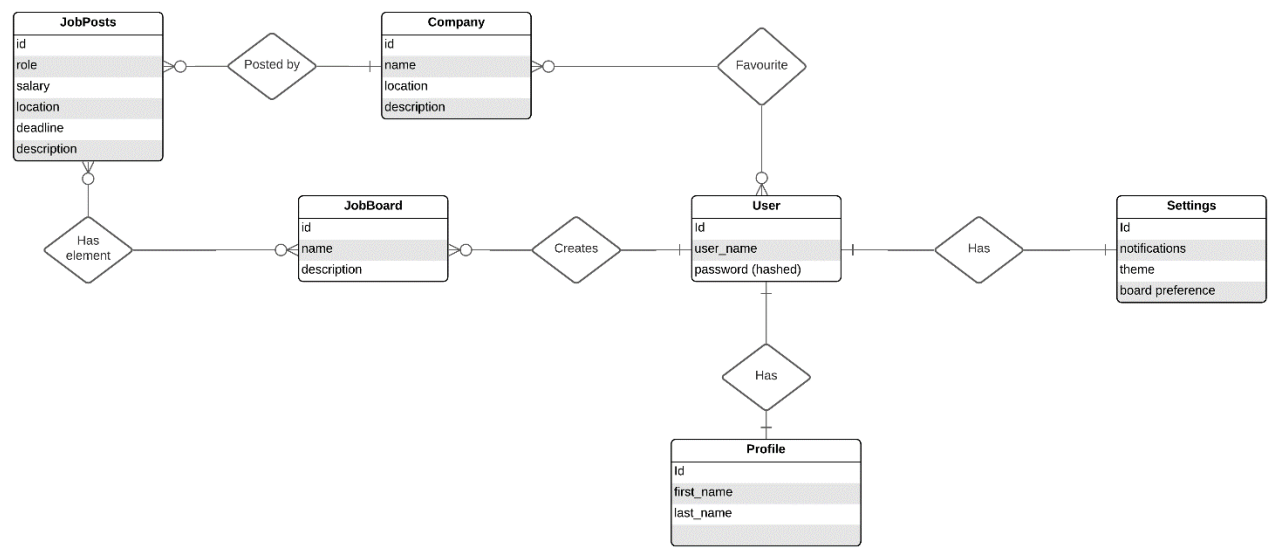 JobPosts
id
role
salary
location
deadline
description
Posted by
Company
id
name
location
description
Favourite
Has
element
JobBoard
id
name
description
Creates
User
Id
user_name
password (hashed)
Has
Settings
Id
notifications
theme
board preference
Has
Profile
Id
first_name
last_name